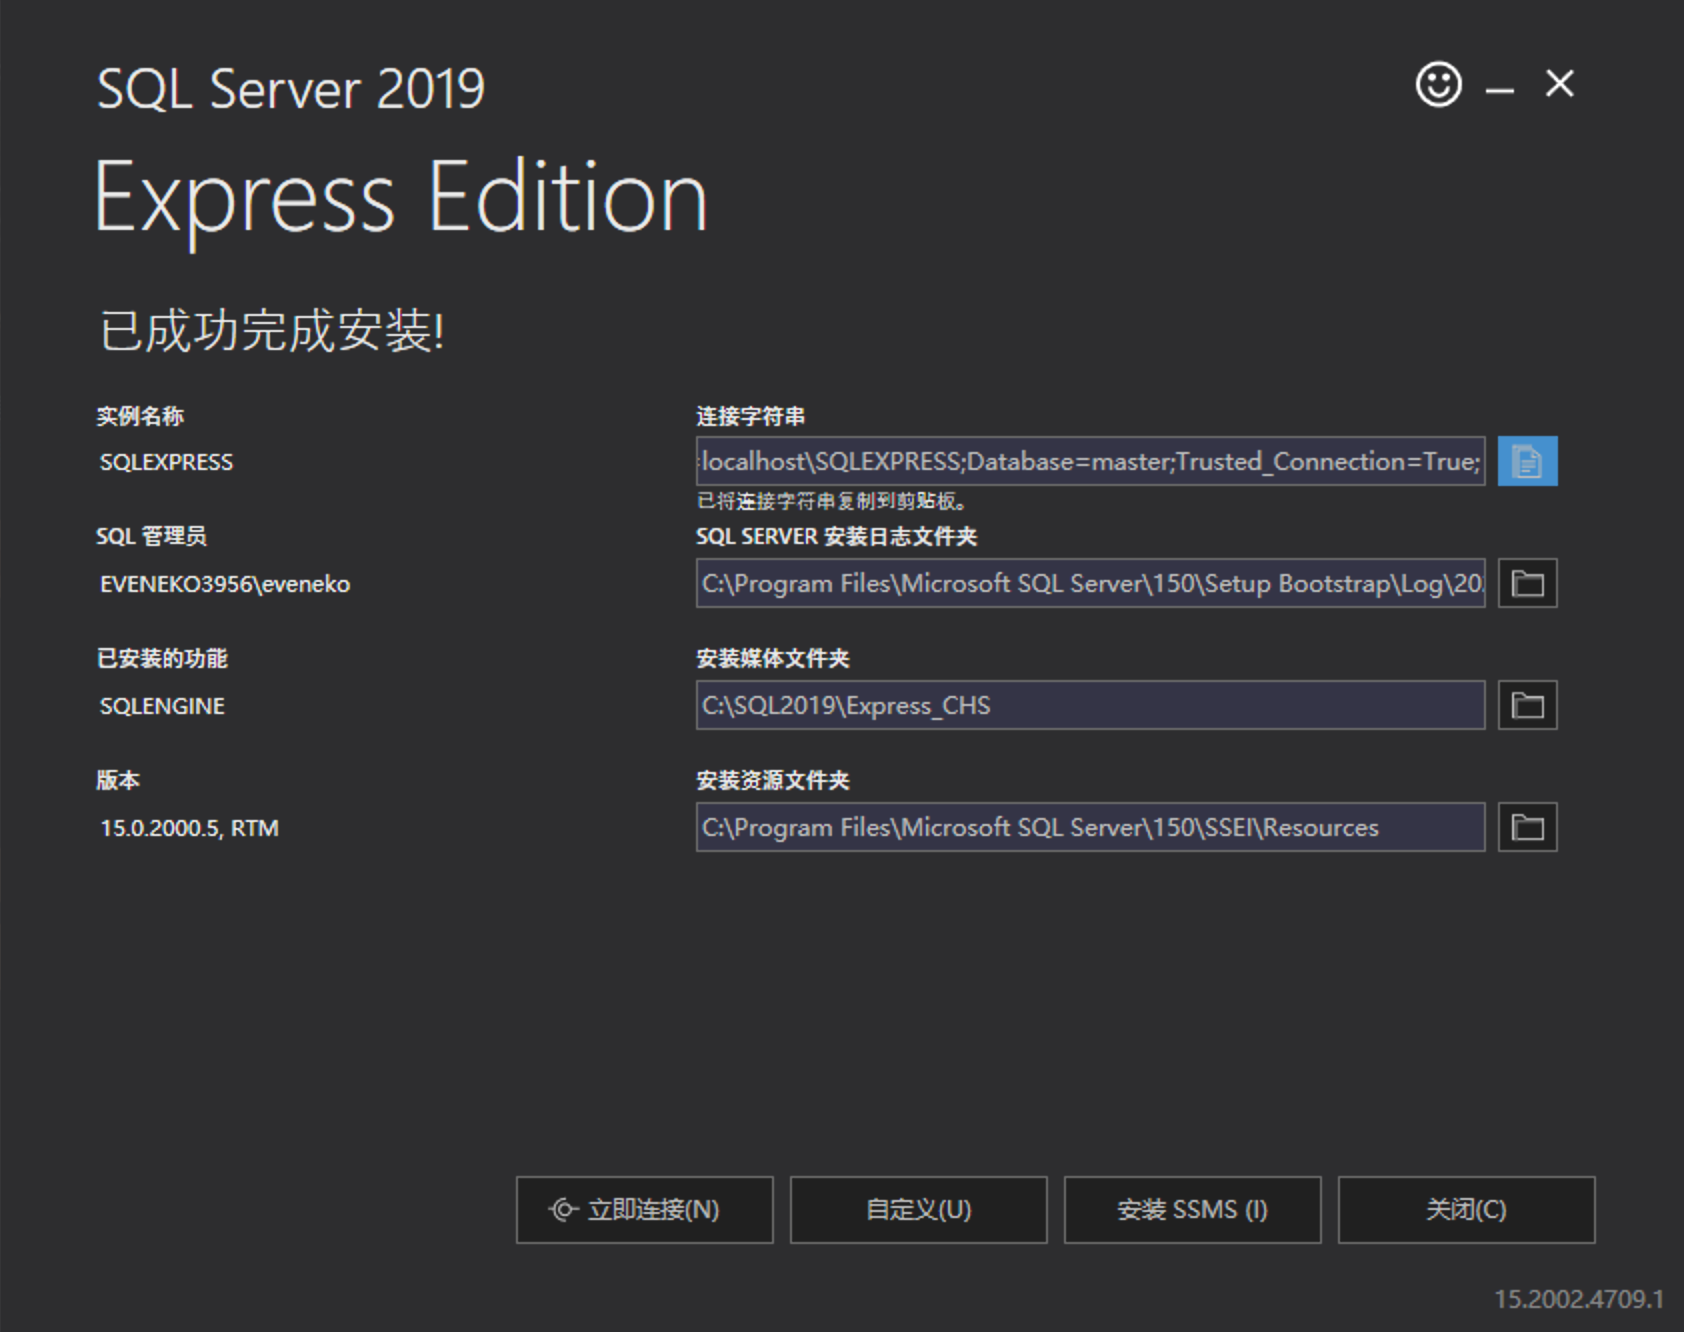 SQL Server 2019
Express Edition
已成功完成安装!
实例名称
SQLEXPRESS
连接字符串
localhost\SQLEXPRESS;Database=master;Trusted_Connection=True;
已将连接字符串复制到剪贴板。
SQL 管理员
EVENEKO3956\eveneko
SQL SERVER 安装日志文件夹
C:\Program Files\Microsoft SQL Server\150\Setup Bootstrap\Log\20
已安装的功能
SQLENGINE
安装媒体文件夹
C:\SQL2019\Express_CHS
版本
15.0.2000.5, RTM
安装资源文件夹
C:\Program Files\Microsoft SQL Server\150\SSEI\Resources
立即连接(N)
自定义(U)
安装 SSMS (I)
关闭(C)
15.2002.4709.1